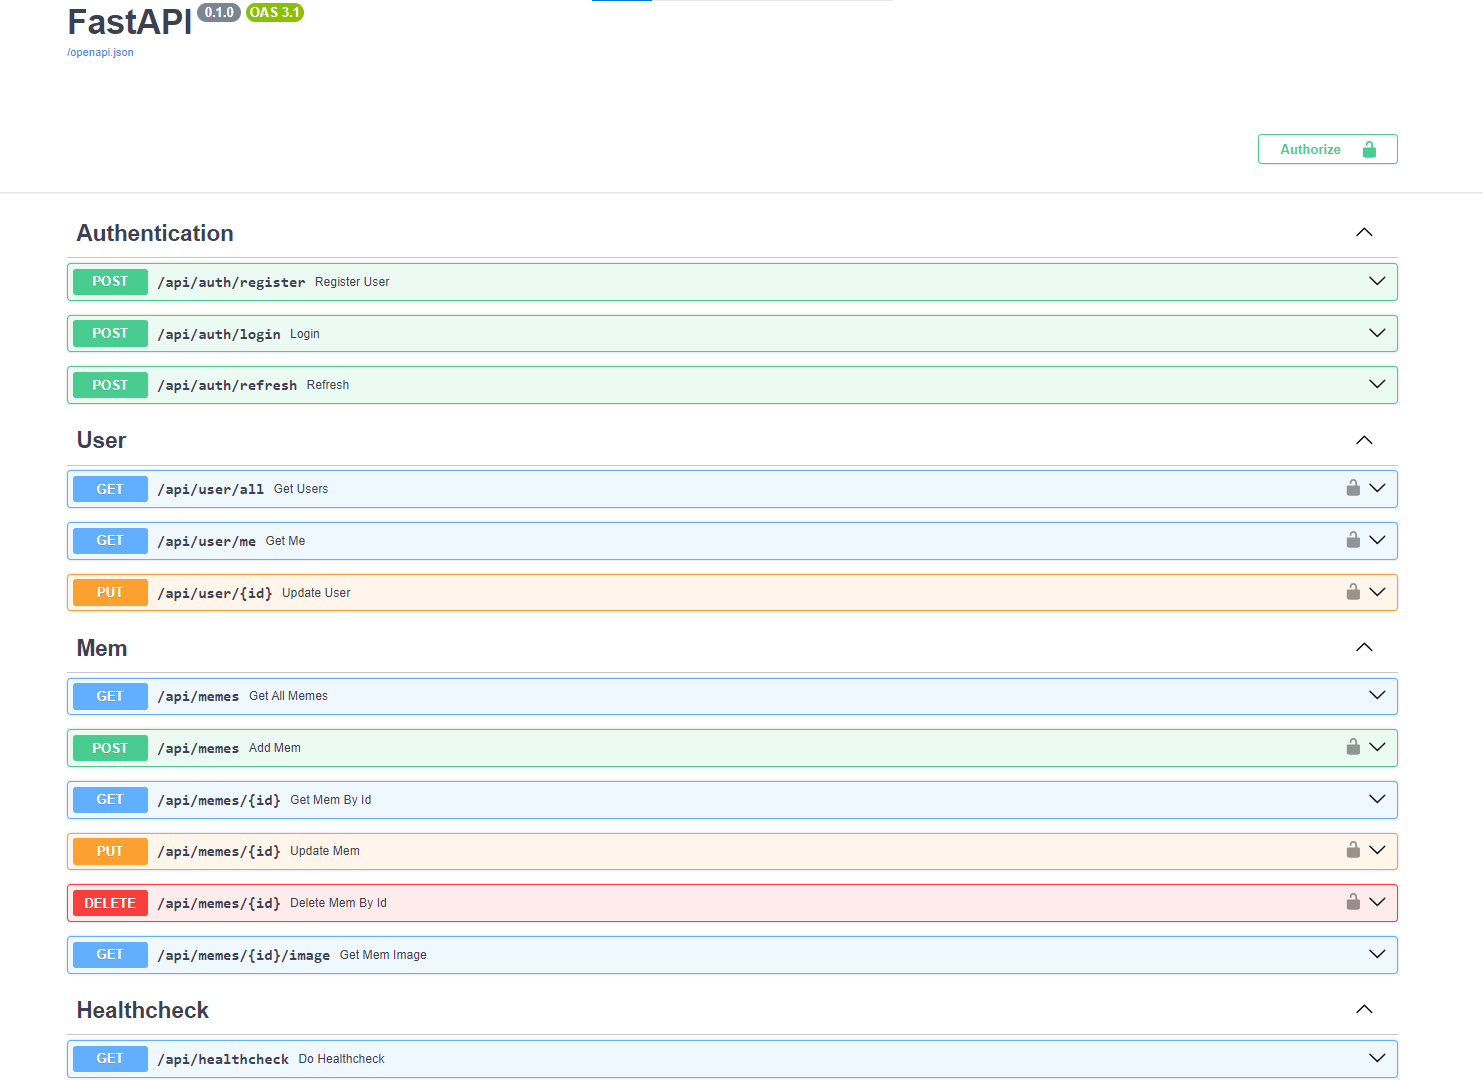 FastAPI 0.1.0 OAS 3.1
/openapi.json
Authorize
Authentication
POST /api/auth/register Register User
POST /api/auth/login Login
POST /api/auth/refresh Refresh
User
GET /api/user/all Get Users
GET /api/user/me Get Me
PUT /api/user/{id} Update User
Mem
GET /api/memes Get All Memes
POST /api/memes Add Mem
GET /api/memes/{id} Get Mem By Id
PUT /api/memes/{id} Update Mem
DELETE /api/memes/{id} Delete Mem By Id
GET /api/memes/{id}/image Get Mem Image
Healthcheck
GET /api/healthcheck Do Healthcheck